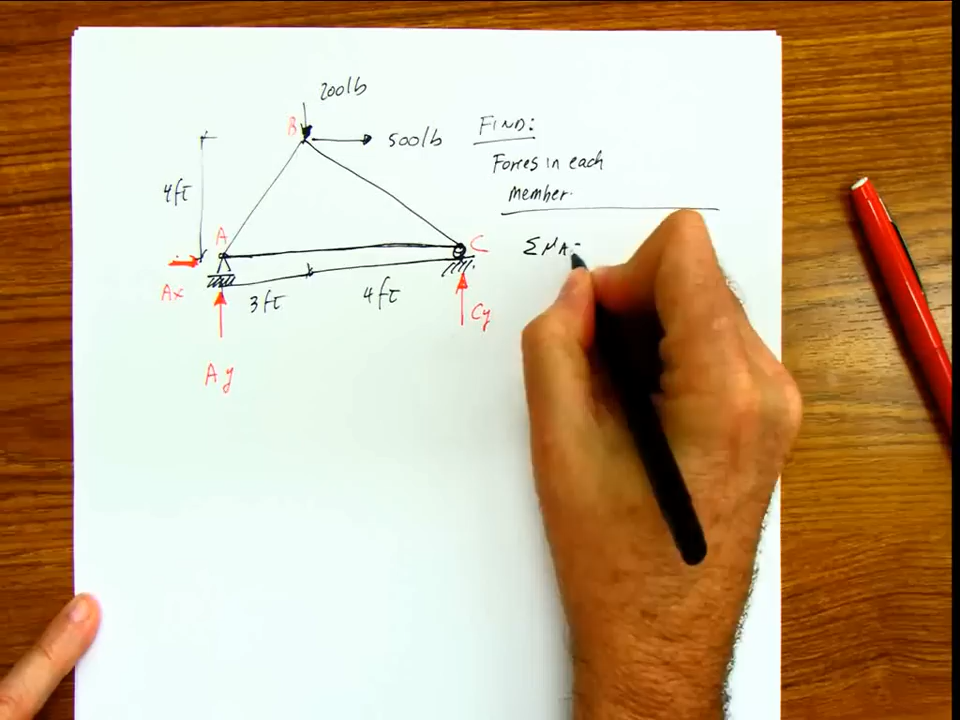 200lb
B
500lb
4ft
A
C
Ax
3ft
4ft
Cy
Ay
FIND:
Forces in each
member.
ΣMA=